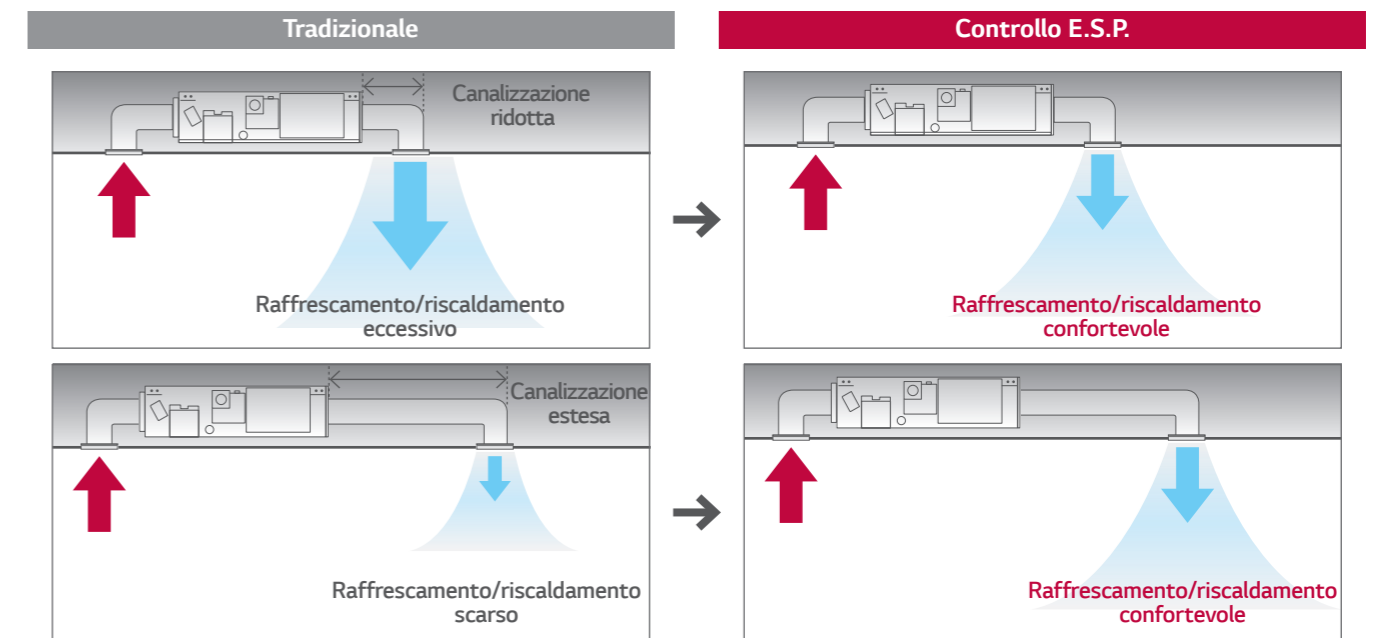 Tradizionale
Controllo E.S.P.
Canalizzazione
ridotta
Raffrescamento/riscaldamento
eccessivo
Raffrescamento/riscaldamento
confortevole
Canalizzazione
estesa
Raffrescamento/riscaldamento
scarso
Raffrescamento/riscaldamento
confortevole